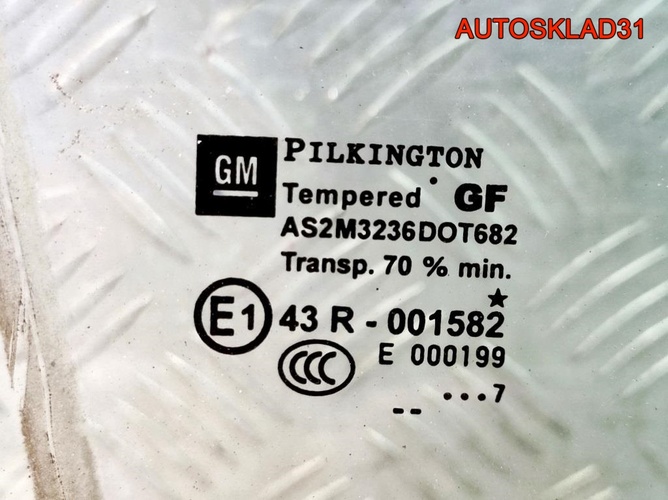 AUTOSKLAD31
GM PILKINGTON
Tempered GF
AS2M3236DOT682
Transp. 70 % min.
E1 43 R - 001582
CCC E 000199
...7
--